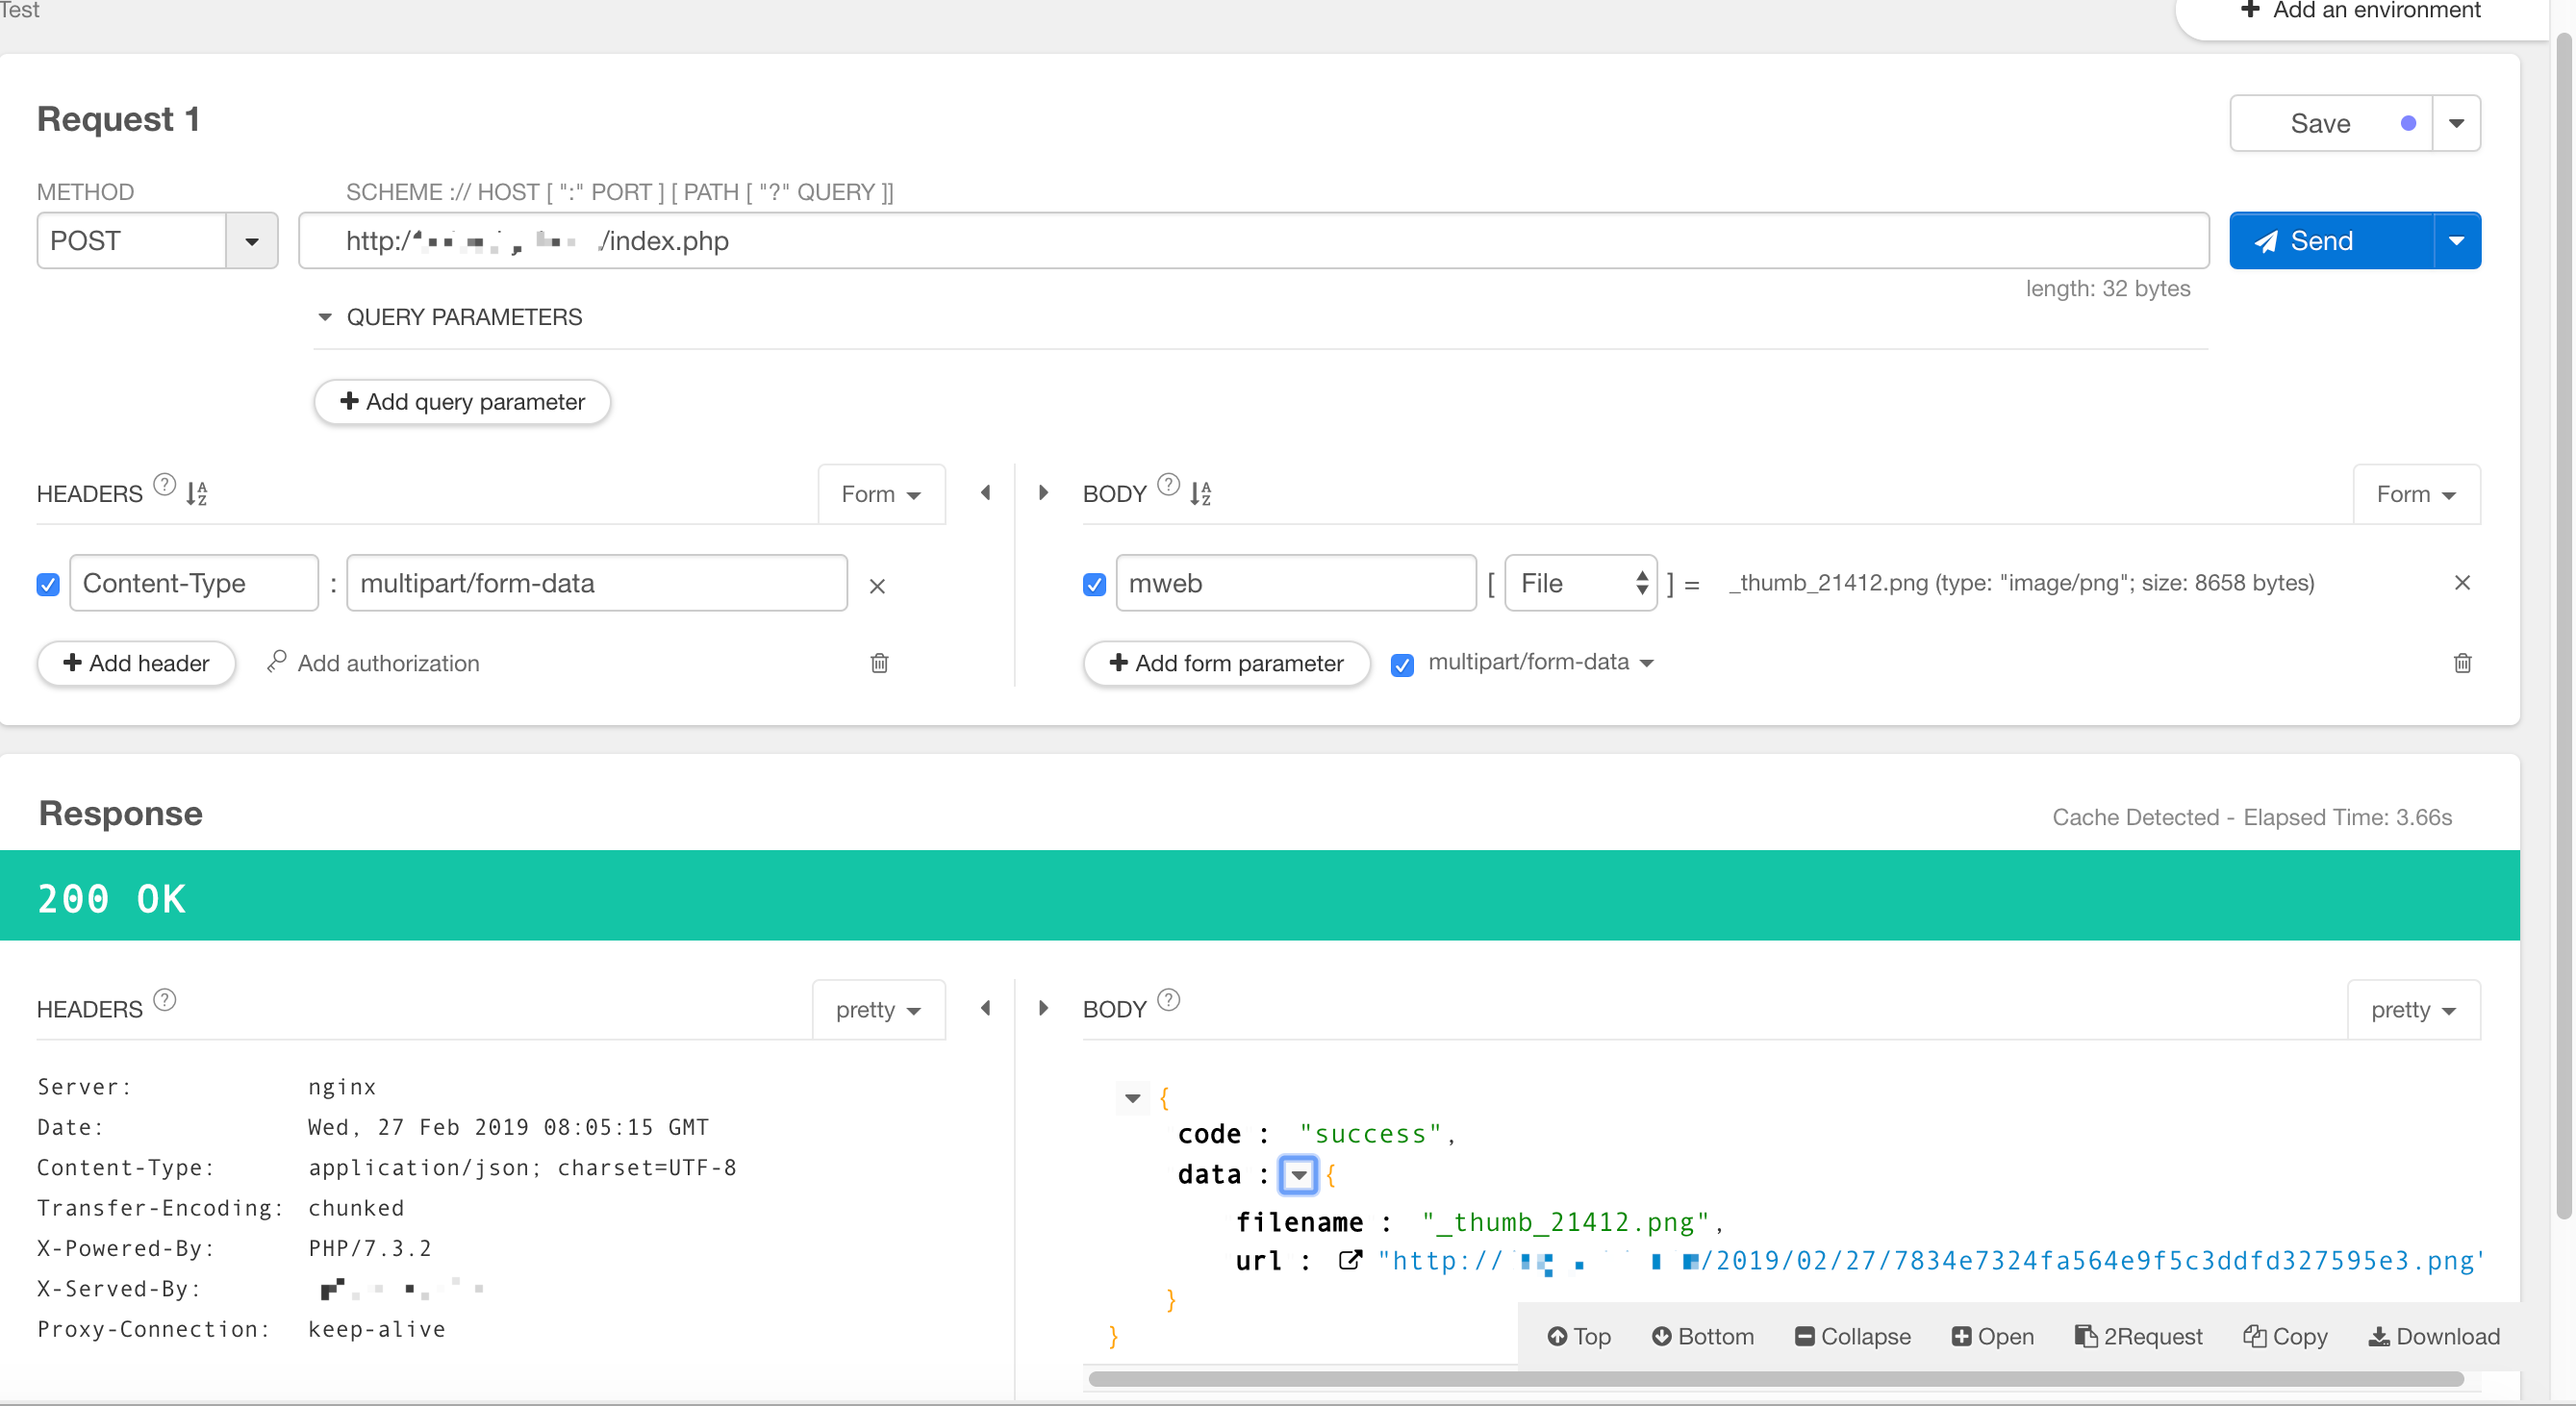 Test
+ Add an environment
Request 1
Save
METHOD
SCHEME :// HOST [ ":" PORT ] [ PATH [ "?" QUERY ]]
POST
http:/ /index.php
Send
length: 32 bytes
QUERY PARAMETERS
+ Add query parameter
HEADERS ? Form
BODY ? Form
Content-Type : multipart/form-data ×
mweb [ File ] = _thumb_21412.png (type: "image/png"; size: 8658 bytes) ×
+ Add header Add authorization
+ Add form parameter multipart/form-data
Response
Cache Detected - Elapsed Time: 3.66s
200 OK
HEADERS ? pretty
Server: nginx
Date: Wed, 27 Feb 2019 08:05:15 GMT
Content-Type: application/json; charset=UTF-8
Transfer-Encoding: chunked
X-Powered-By: PHP/7.3.2
X-Served-By:
Proxy-Connection: keep-alive
BODY ? pretty
{
code : "success",
data : {
filename : "_thumb_21412.png",
url : "http:// /2019/02/27/7834e7324fa564e9f5c3ddfd327595e3.png"
}
}
Top Bottom Collapse Open 2Request Copy Download